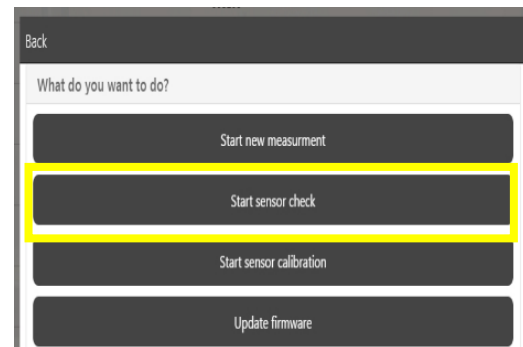 Back
What do you want to do?
Start new measurment
Start sensor check
Start sensor calibration
Update firmware